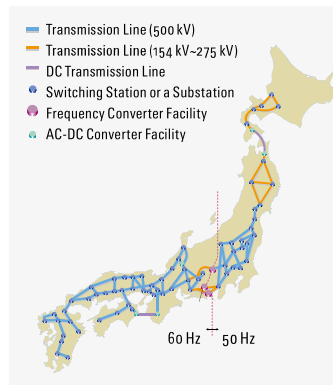 Transmission Line (500 kV)
Transmission Line (154 kV~275 kV)
DC Transmission Line
Switching Station or a Substation
Frequency Converter Facility
AC-DC Converter Facility
60 Hz 50 Hz